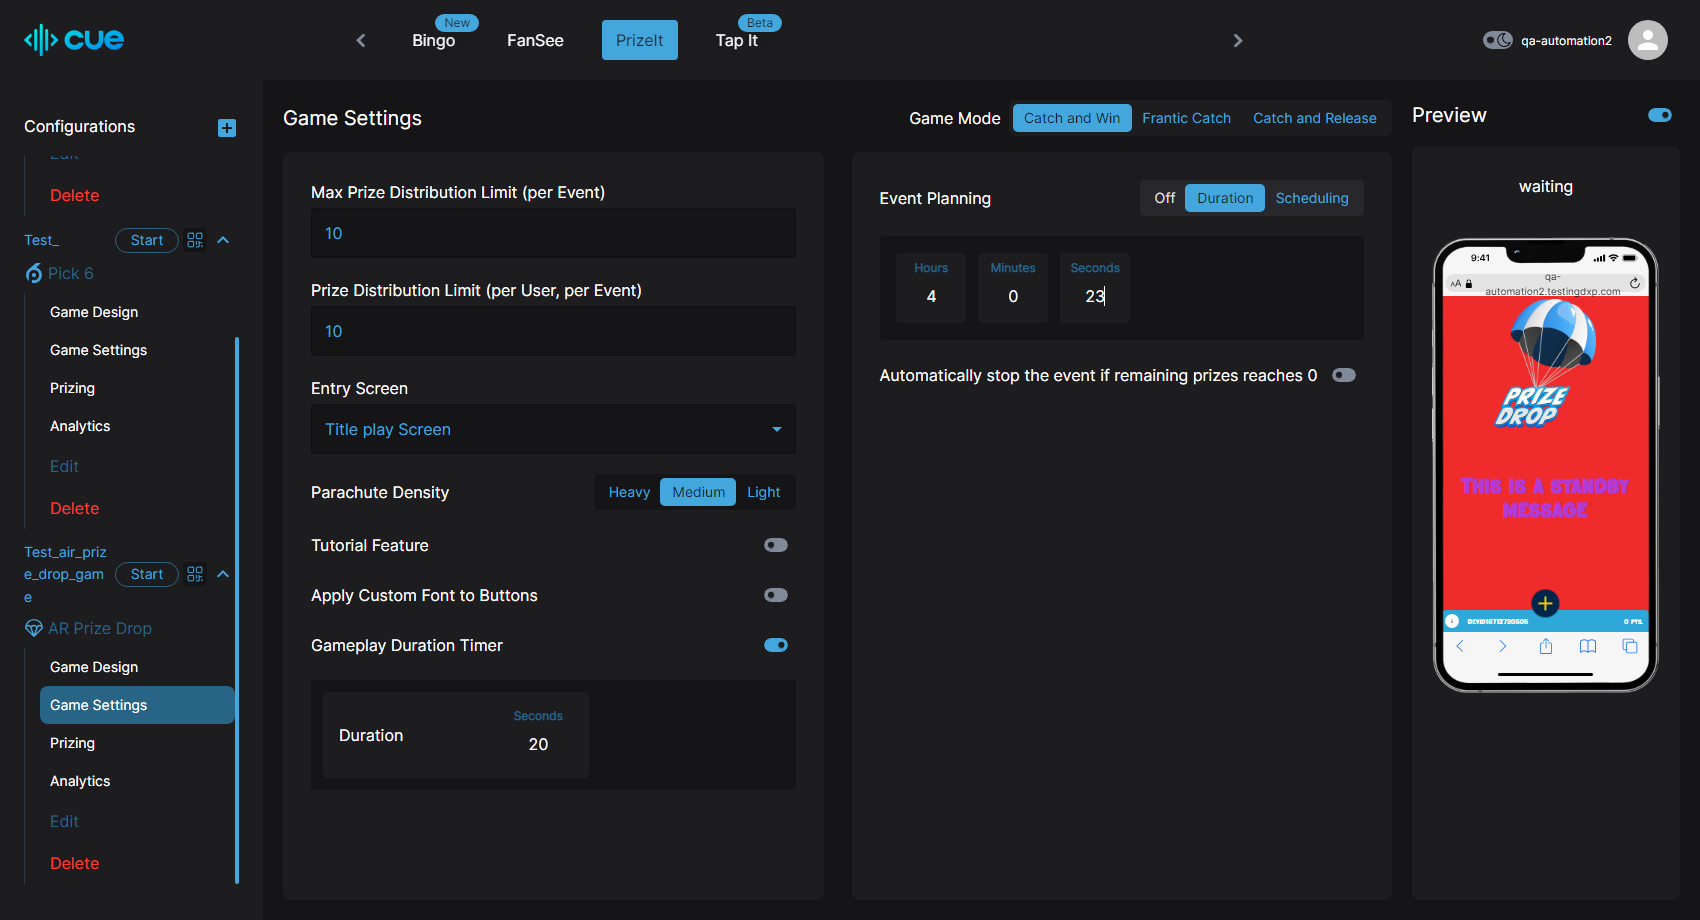 cue
New
Bingo
FanSee
PrizeIt
Beta
Tap It
qa-automation2
Configurations
Edit
Delete
Test_
Start
Pick 6
Game Design
Game Settings
Prizing
Analytics
Edit
Delete
Test_air_priz
e_drop_gam
e
Start
AR Prize Drop
Game Design
Game Settings
Prizing
Analytics
Edit
Delete
Game Settings
Game Mode
Catch and Win
Frantic Catch
Catch and Release
Max Prize Distribution Limit (per Event)
10
Prize Distribution Limit (per User, per Event)
10
Entry Screen
Title play Screen
Parachute Density
Heavy
Medium
Light
Tutorial Feature
Apply Custom Font to Buttons
Gameplay Duration Timer
Duration
Seconds
20
Event Planning
Off
Duration
Scheduling
Hours
Minutes
Seconds
4
0
23
Automatically stop the event if remaining prizes reaches 0
Preview
waiting
9:41
AA
qa-
automation2.testingdxp.com
PRIZE
DROP
THIS IS A STANDBY
MESSAGE
0 PTS.